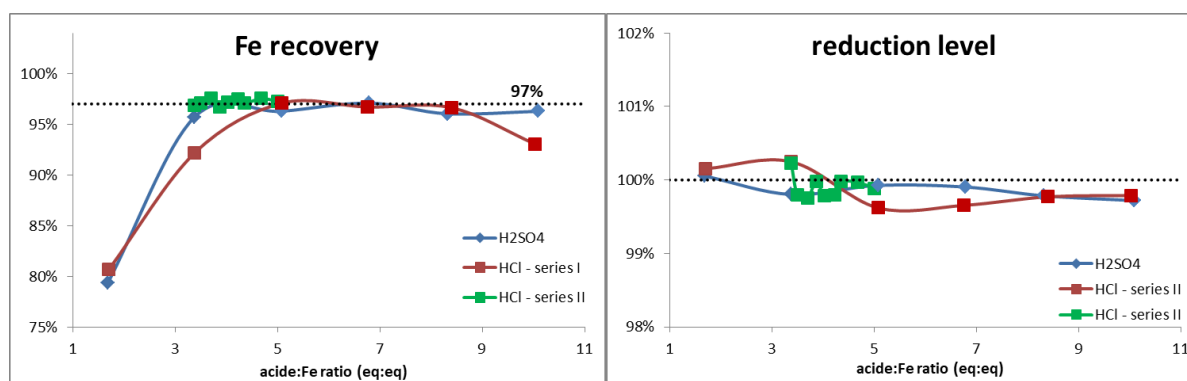 Fe recovery
100%
95%
90%
85%
80%
75%
97%
H2SO4
HCl - series I
HCl - series II
1 3 5 7 9 11
acide:Fe ratio (eq:eq)
reduction level
102%
101%
100%
99%
98%
H2SO4
HCl - series II
HCl - series II
1 3 5 7 9 11
acide:Fe ratio (eq:eq)